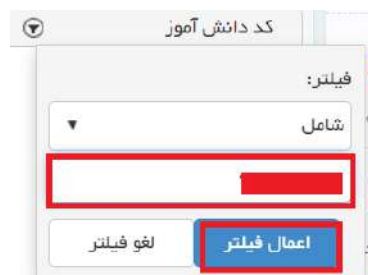 کد دانش آموز
فیلتر:
شامل
اعمال فیلتر
لغو فیلتر